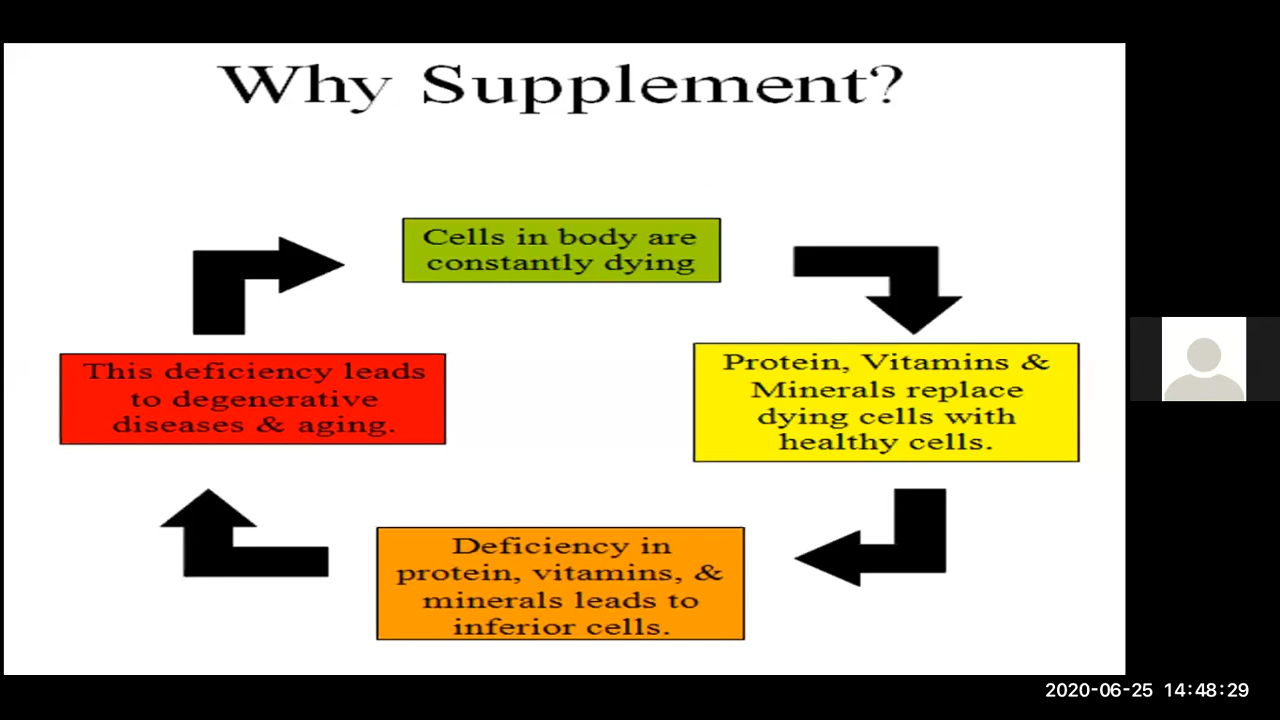 Why Supplement?
Cells in body are
constantly dying
Protein, Vitamins &
Minerals replace
dying cells with
healthy cells.
Deficiency in
protein, vitamins, &
minerals leads to
inferior cells.
This deficiency leads
to degenerative
diseases & aging.
2020-06-25 14:48:29